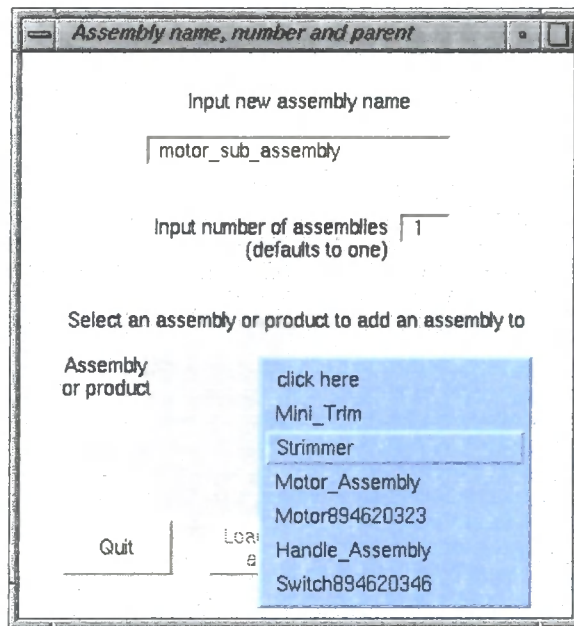 Assembly name, number and parent
Input new assembly name
motor_sub_assembly
Input number of assemblies 1
(defaults to one)
Select an assembly or product to add an assembly to
Assembly
or product
click here
Mini_Trim
Strimmer
Motor_Assembly
Motor894620323
Handle_Assembly
Switch894620346
Quit